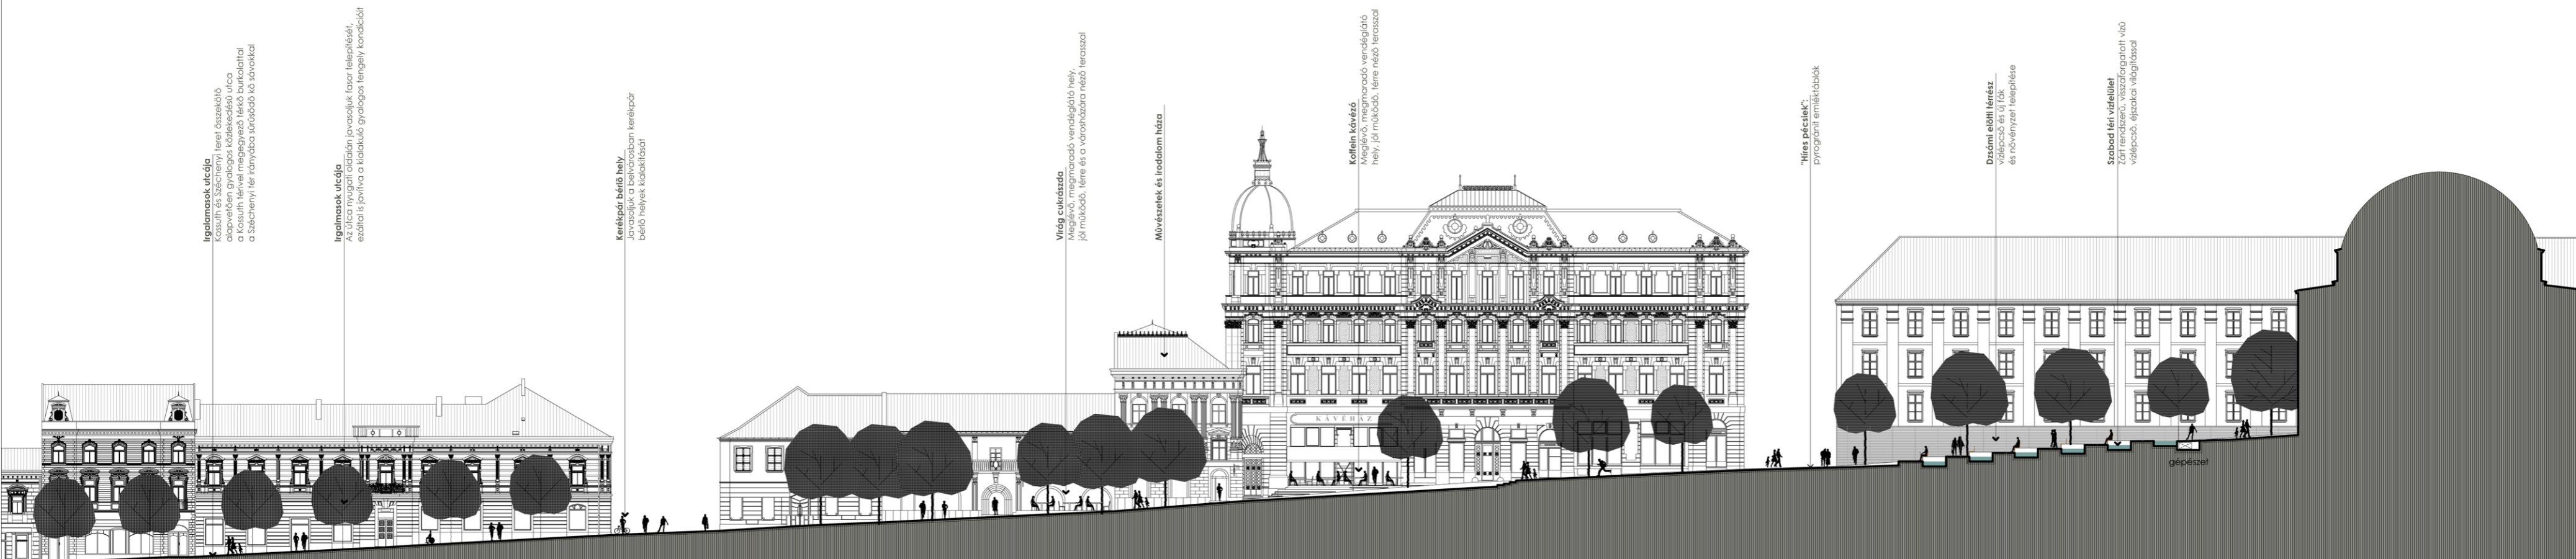 Irgalamasok utcája
Kossuth és Széchenyi teret összekötő
alapvetően gyalogos közlekedésű utca
a Kossuth térivel megegyező térkő burkolattal
a Széchenyi tér irányába sűrűsödő kő sávokkal
Irgalmasok utcája
Az utca nyugati oldalán javasoljuk fasor telepítését,
ezáltal is javítva a kialakuló gyalogos tengely kondícióit
Kerékpár bérlő hely
Javasoljuk a belvárosban kerékpár
bérlő helyek kialakítását
Virág cukrászda
Meglévő, megmaradó vendéglátó hely,
jól működő, térre és a városházára néző terasszal
Művészetek és irodalom háza
Koffein kávézó
Meglévő, megmaradó vendéglátó
hely, jól működő, térre néző terasszal
"Híres pécsiek":
pyrogránit emléktáblák
Dzsámi előtti térrész
vízlépcső és új fák
és növényzet telepítése
Szabad téri vízfelület
Zárt rendszerű, visszaforgatott vizű
vízlépcső, éjszakai világítással
KÁVÉHÁZ
gépészet